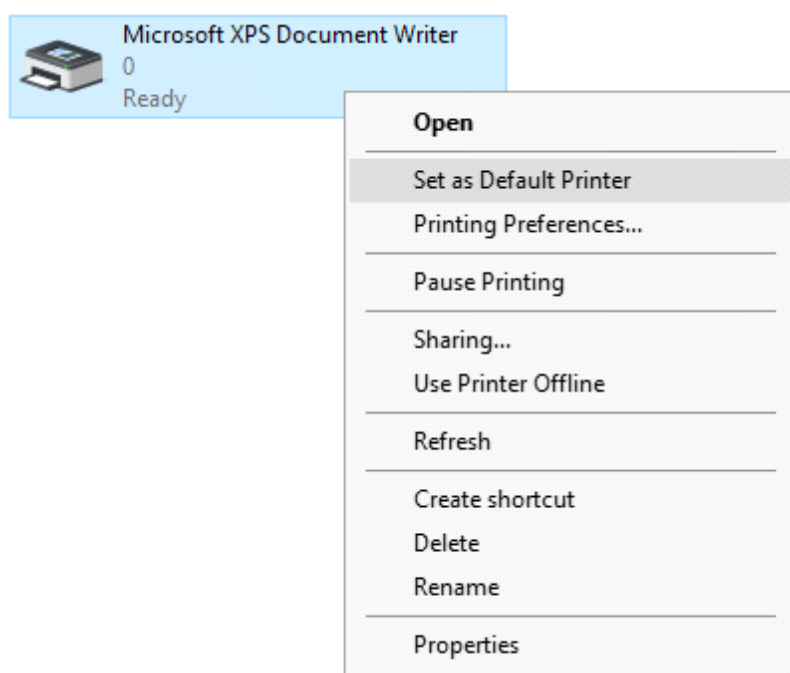 Microsoft XPS Document Writer
0
Ready
Open
Set as Default Printer
Printing Preferences...
Pause Printing
Sharing...
Use Printer Offline
Refresh
Create shortcut
Delete
Rename
Properties